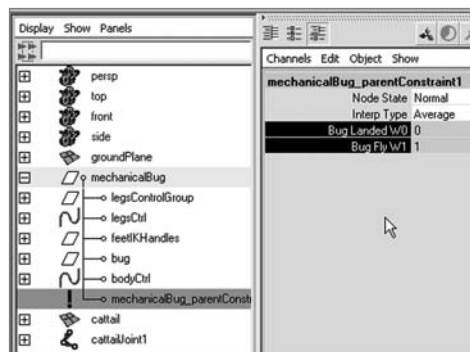 Display Show Panels
persp
top
front
side
groundPlane
mechanicalBug
legsControlGroup
legsCtrl
feetIKHandles
bug
bodyCtrl
mechanicalBug_parentConstr
cattail
cattailJoint1
Channels Edit Object Show
mechanicalBug_parentConstraint1
Node State Normal
Interp Type Average
Bug Landed W0 0
Bug Fly W1 1